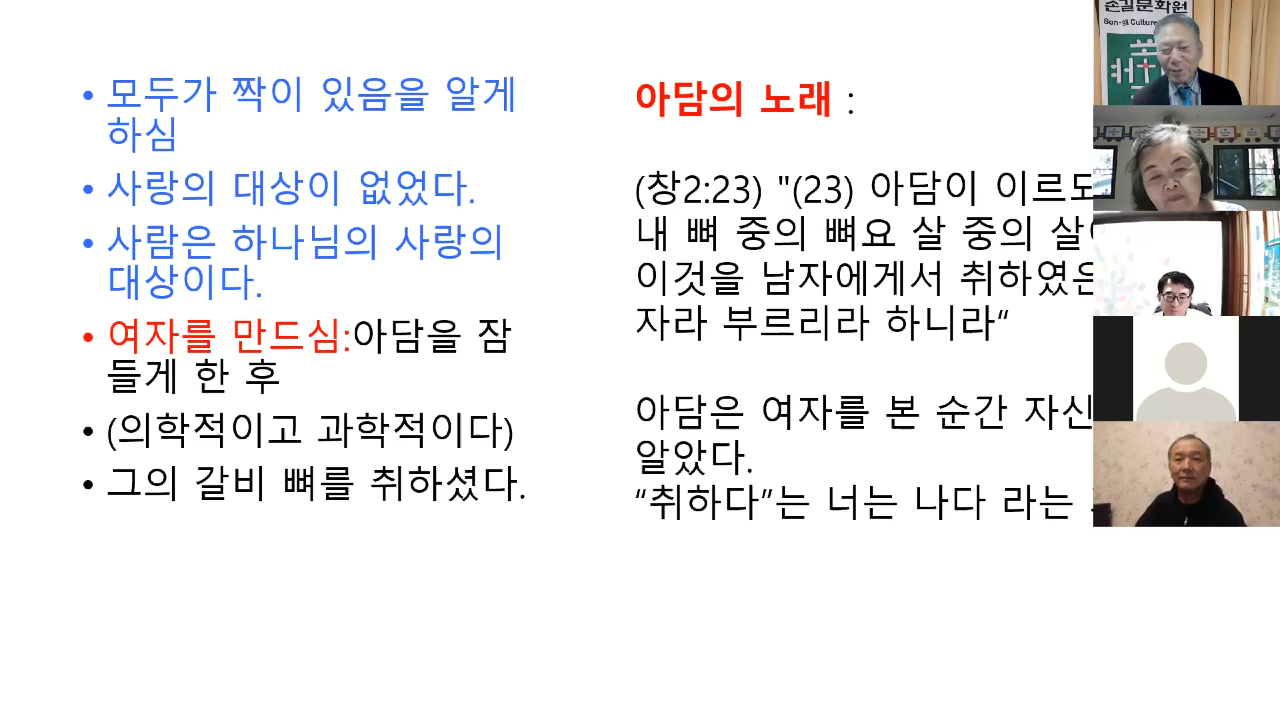 • 모두가 짝이 있음을 알게
하심
• 사랑의 대상이 없었다.
• 사람은 하나님의 사랑의
대상이다.
• 여자를 만드심:아담을 잠
들게 한 후
• (의학적이고 과학적이다)
• 그의 갈비 뼈를 취하셨다.
아담의 노래 :
(창2:23) "(23) 아담이 이르되
내 뼈 중의 뼈요 살 중의
이것을 남자에게서
자라 부르리라 하니라“
아담은 여자를 본 순간
알았다.
“취하다”는 너는 나다 라는
손길문화원